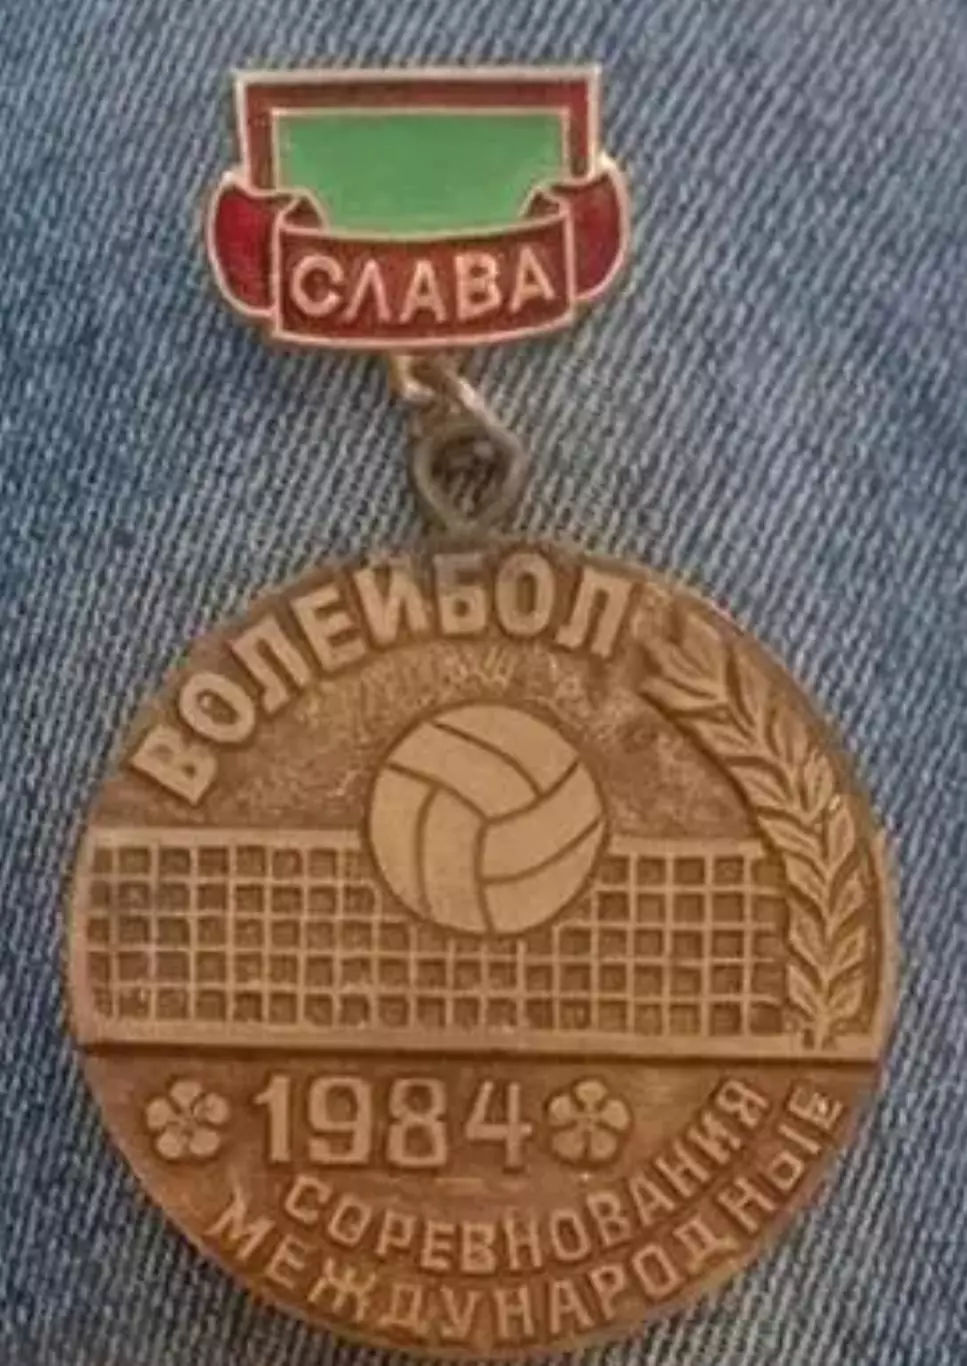 СЛАВА
ВОЛЕЙБОЛ
1984
СОРЕВНОВАНИЯ
МЕЖДУНАРОДНЫЕ